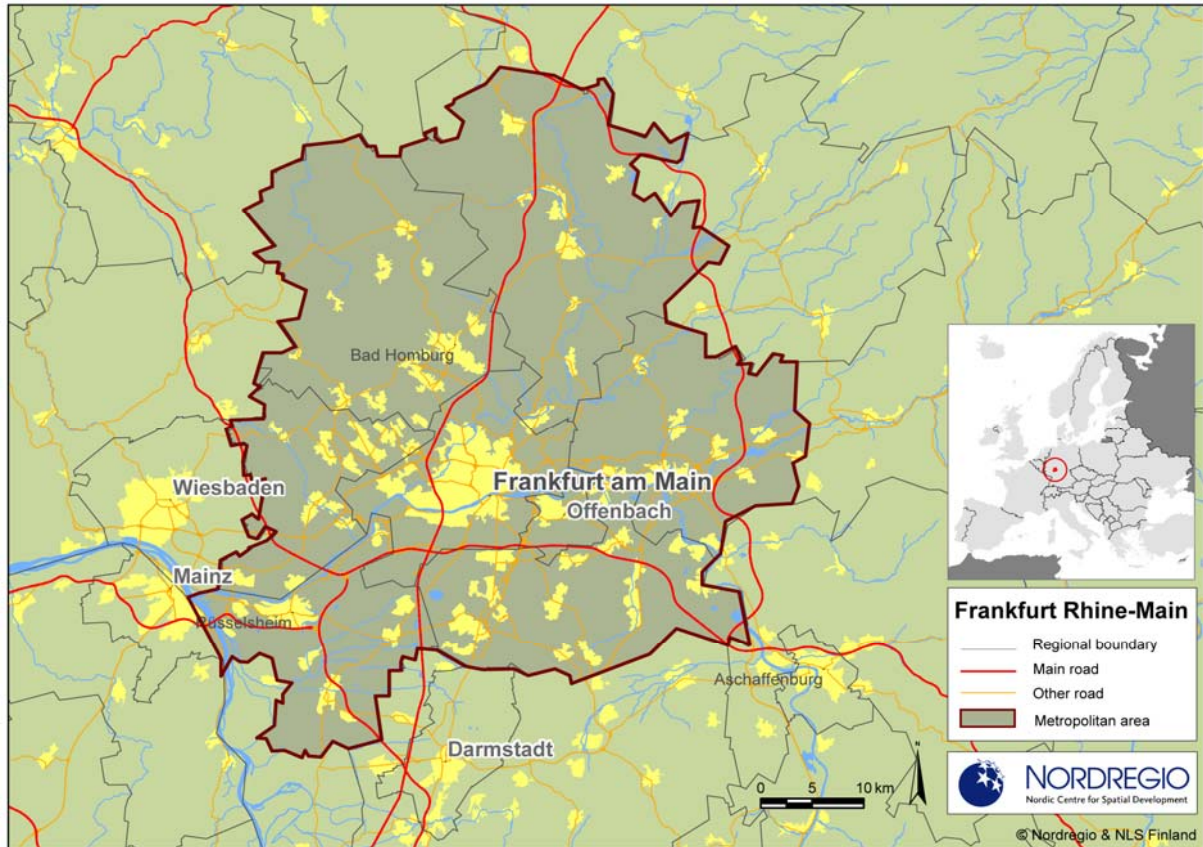 Bad Homburg
Wiesbaden
Frankfurt am Main
Offenbach
Mainz
Rüsselsheim
Aschaffenburg
Darmstadt
Frankfurt Rhine-Main
Regional boundary
Main road
Other road
Metropolitan area
N
0 5 10 km
NORDREGIO
Nordic Centre for Spatial Development
© Nordregio & NLS Finland